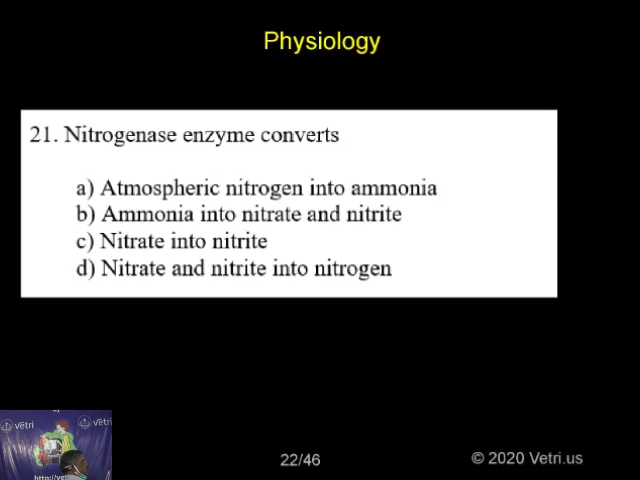 Physiology
21. Nitrogenase enzyme converts
a) Atmospheric nitrogen into ammonia
b) Ammonia into nitrate and nitrite
c) Nitrate into nitrite
d) Nitrate and nitrite into nitrogen
vetri vetri
22/46
© 2020 Vetri.us